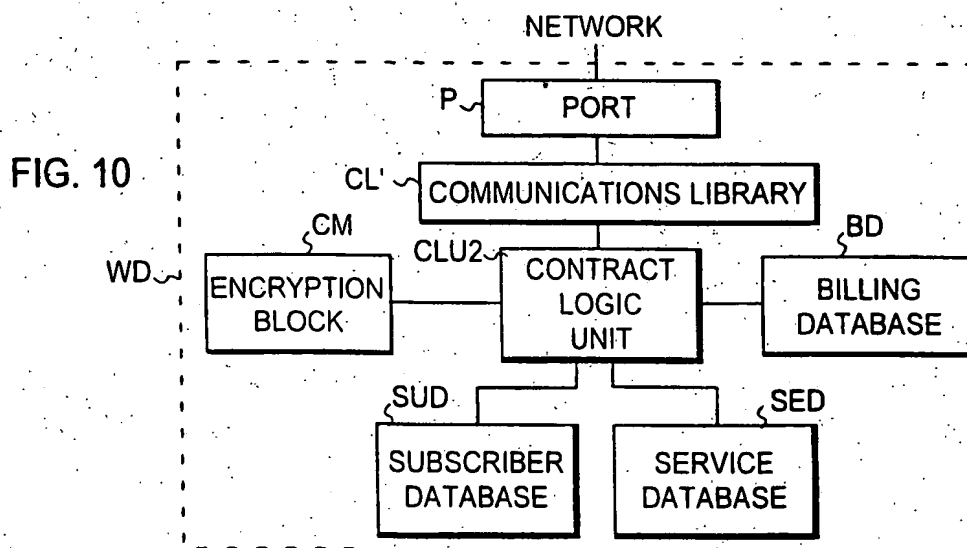 NETWORK
P
PORT
FIG. 10
CL'
COMMUNICATIONS LIBRARY
CM
CLU2
BD
WD
ENCRYPTION
BLOCK
CONTRACT
LOGIC
UNIT
BILLING
DATABASE
SUD
SED
SUBSCRIBER
DATABASE
SERVICE
DATABASE